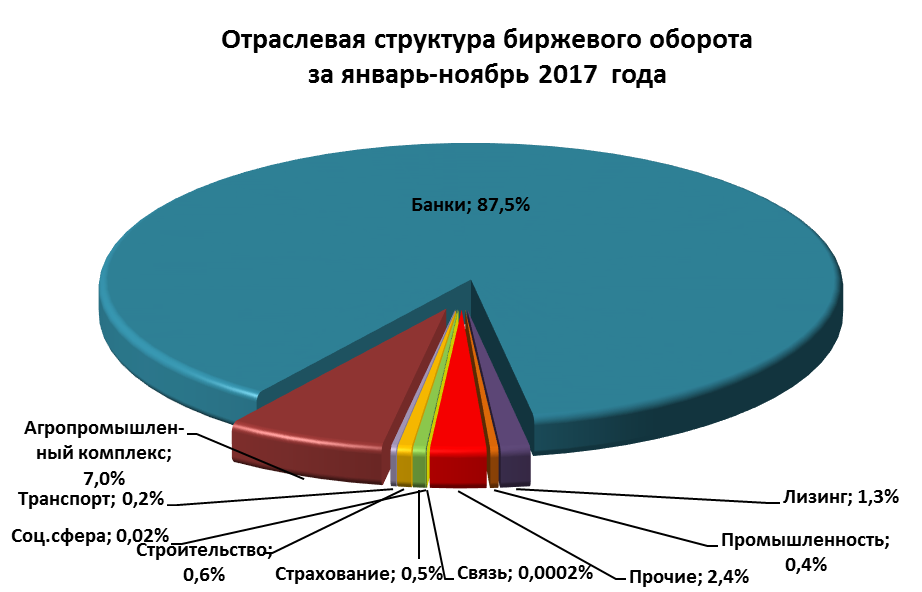 Отраслевая структура биржевого оборота
за январь-ноябрь 2017 года
Банки; 87,5%
Агропромышлен-
ный комплекс;
7,0%
Транспорт; 0,2%
Соц.сфера; 0,02%
Строительство;
0,6%
Страхование; 0,5%
Связь; 0,0002%
Прочие; 2,4%
Промышленность;
0,4%
Лизинг; 1,3%